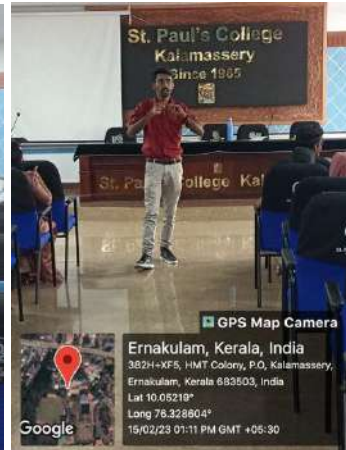 St. Paul's College
Kalamassery
Since 1965
St. Pa ollege Kal
GPS Map Camera
Ernakulam, Kerala, India
382H+XF5, HMT Colony, P.O, Kalamassery,
Ernakulam, Kerala 683503, India
Lat 10.05219°
Long 76.328604°
15/02/23 01:11 PM GMT +05:30
Google